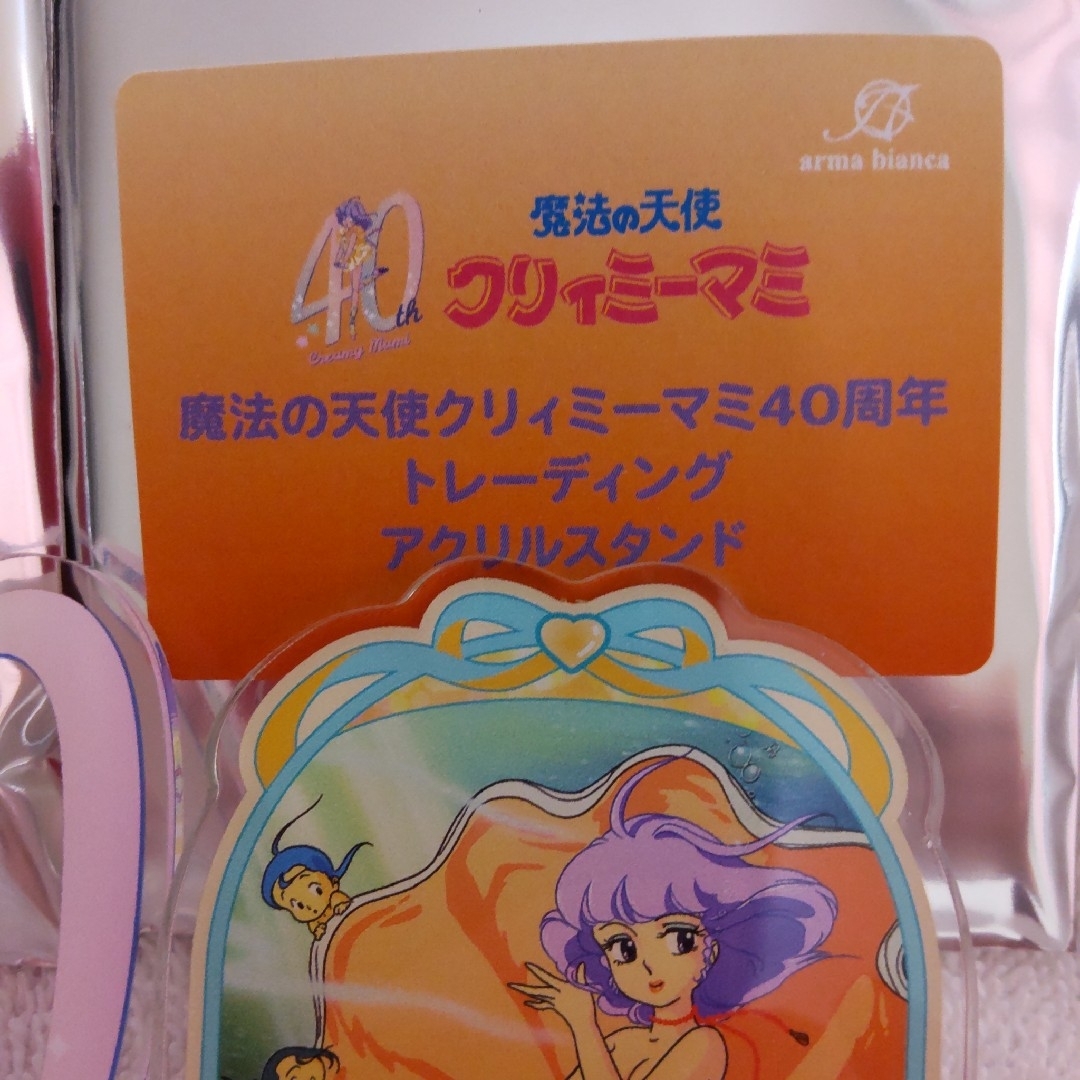 arma bianca
魔法の天使
クリィミーマミ
40th
Creamy Mami
魔法の天使クリィミーマミ40周年
トレーディング
アクリルスタンド